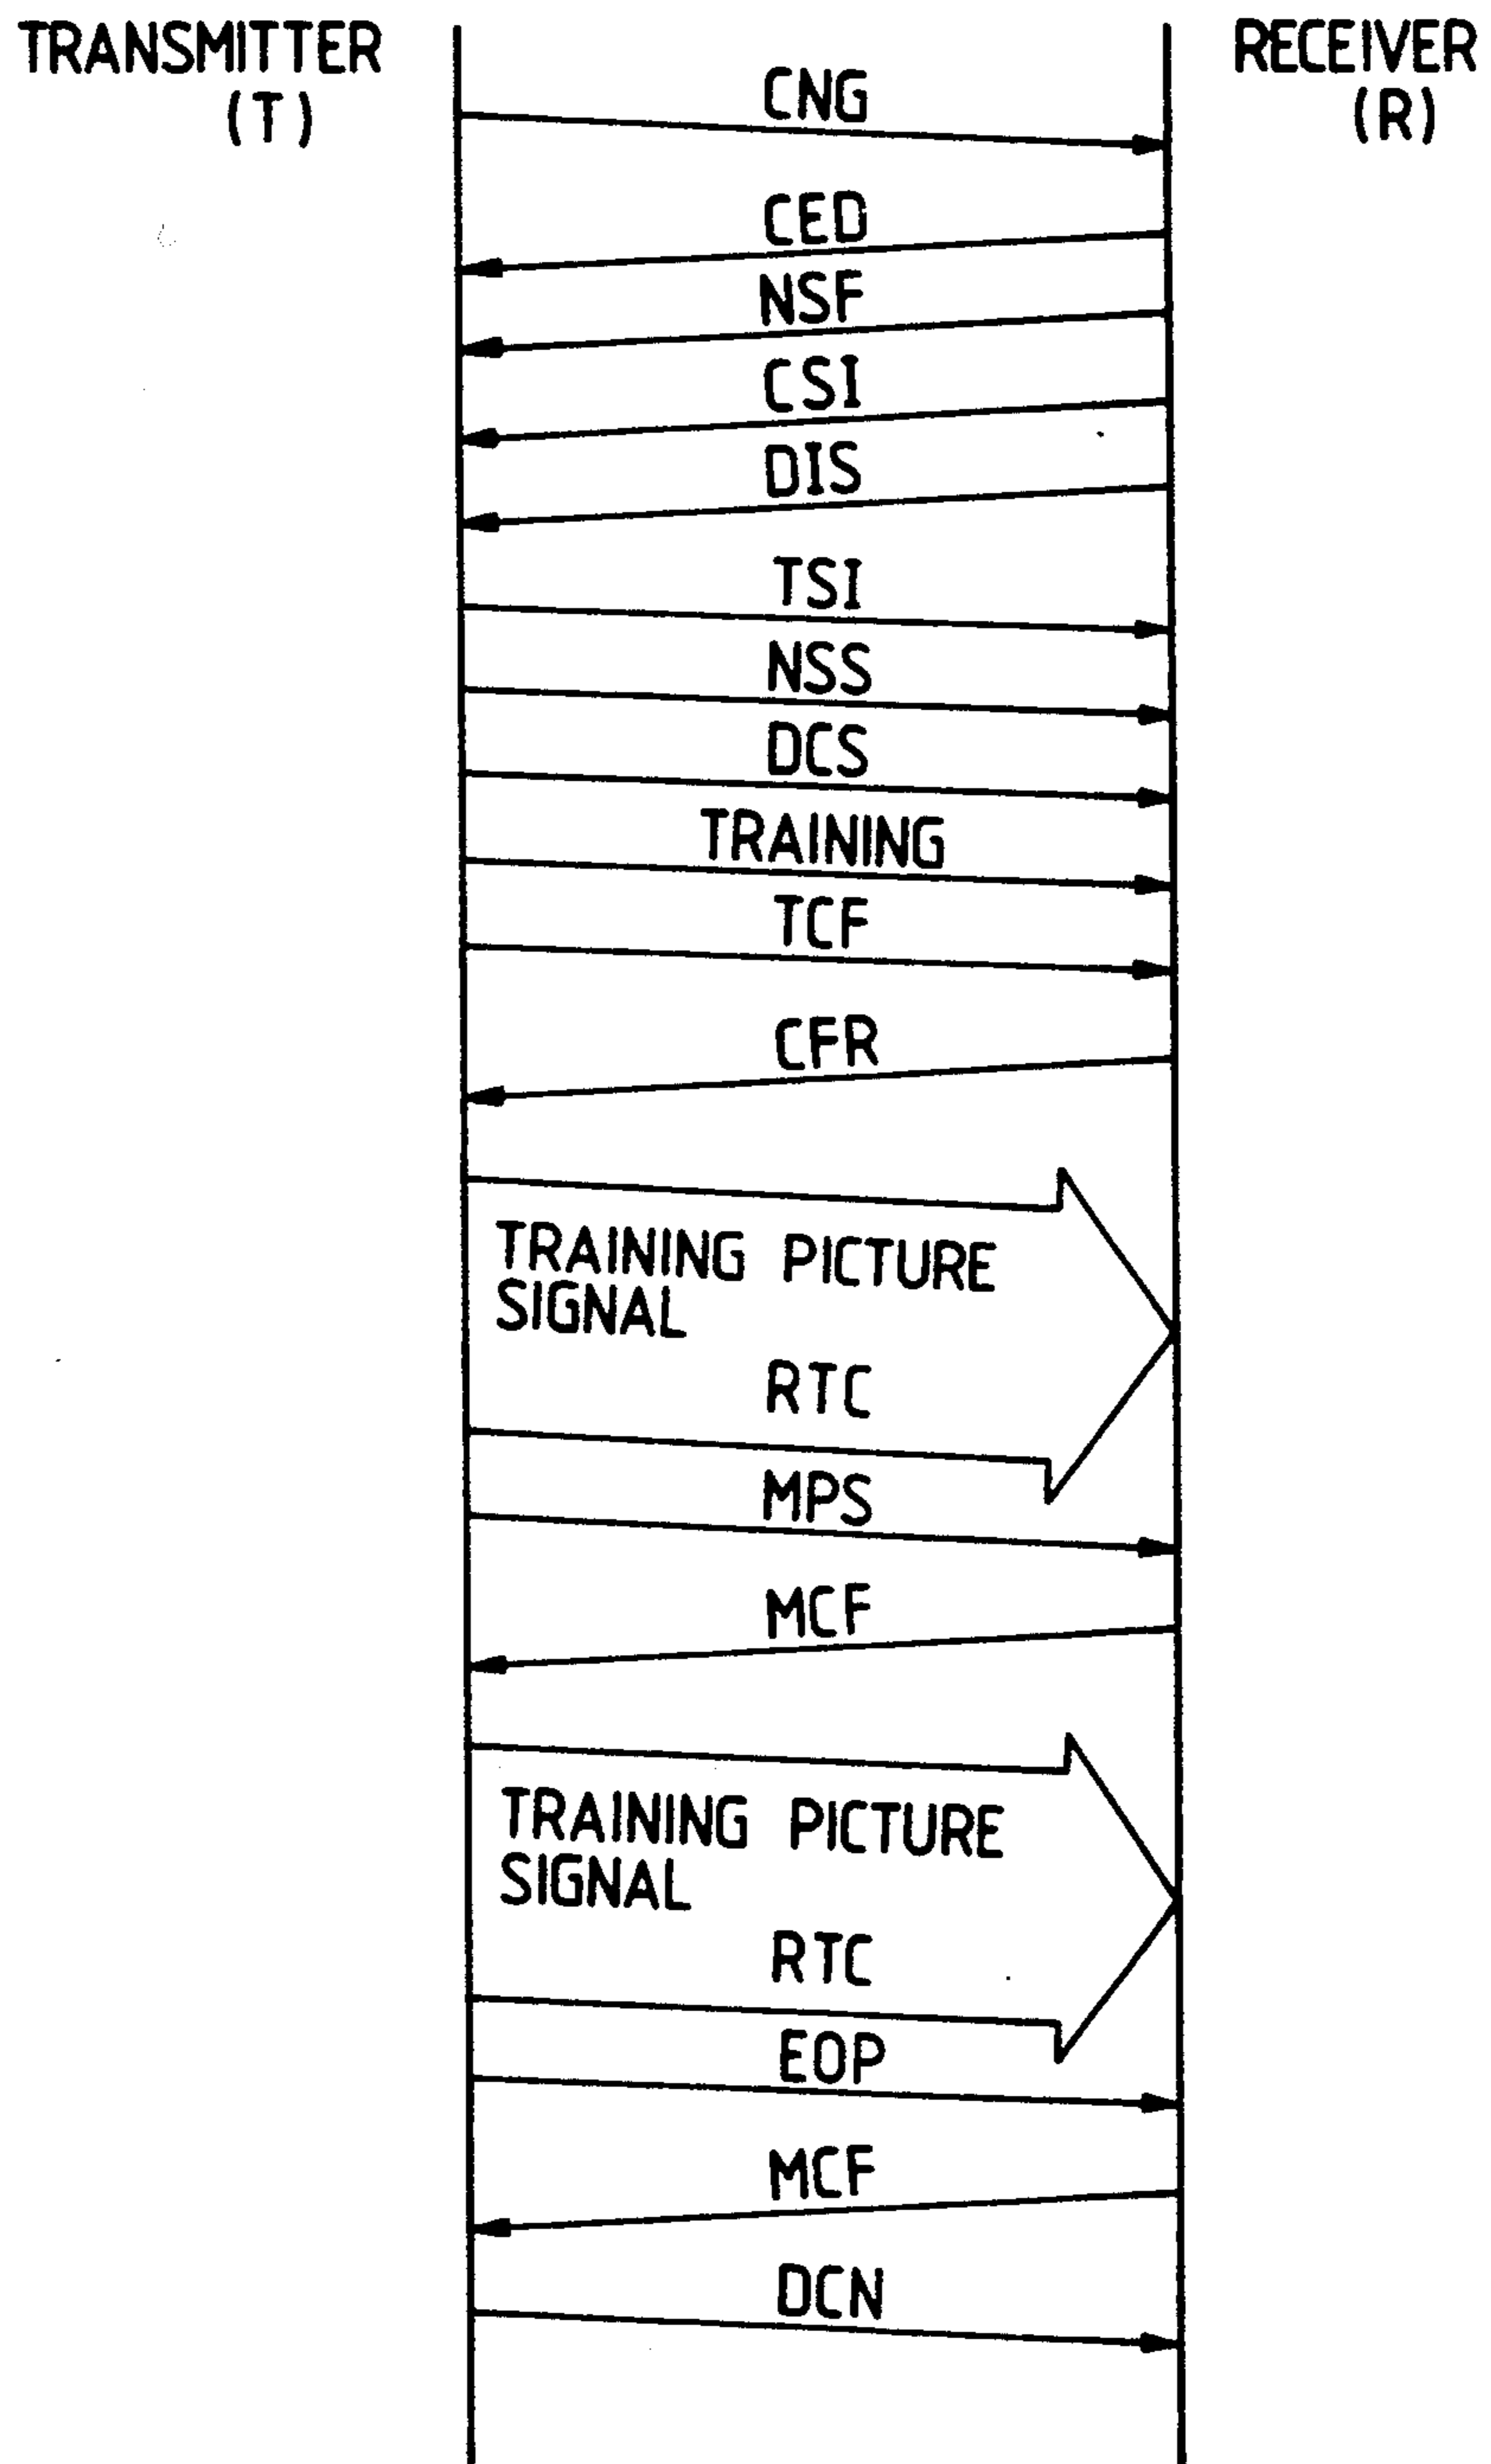 TRANSMITTER
(T)
RECEIVER
(R)
CNG
CED
NSF
CSI
DIS
TSI
NSS
DCS
TRAINING
TCF
CFR
TRAINING PICTURE
SIGNAL
RTC
MPS
MCF
TRAINING PICTURE
SIGNAL
RTC
EOP
MCF
DCN